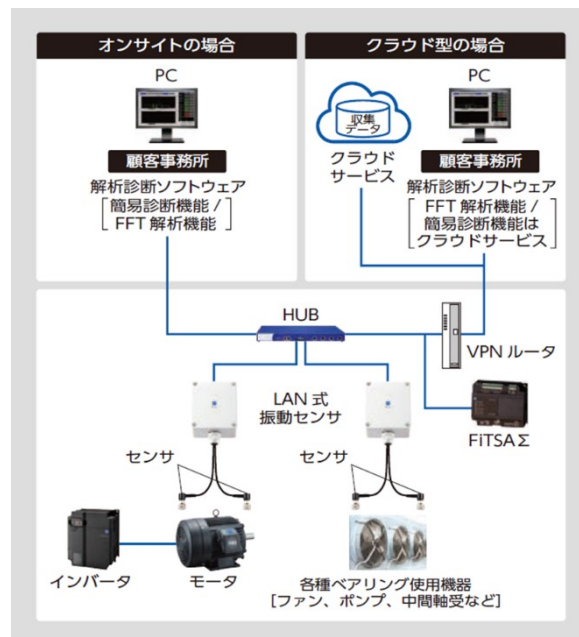 オンサイトの場合
PC
顧客事務所
解析診断ソフトウェア
簡易診断機能 /
FFT 解析機能
クラウド型の場合
収集
データ
クラウド
サービス
PC
顧客事務所
解析診断ソフトウェア
FFT 解析機能 /
簡易診断機能は
クラウドサービス
HUB
VPN ルータ
LAN 式
振動センサ
FiTSA Σ
センサ
センサ
インバータ
モータ
各種ベアリング使用機器
[ファン、ポンプ、中間軸受など]